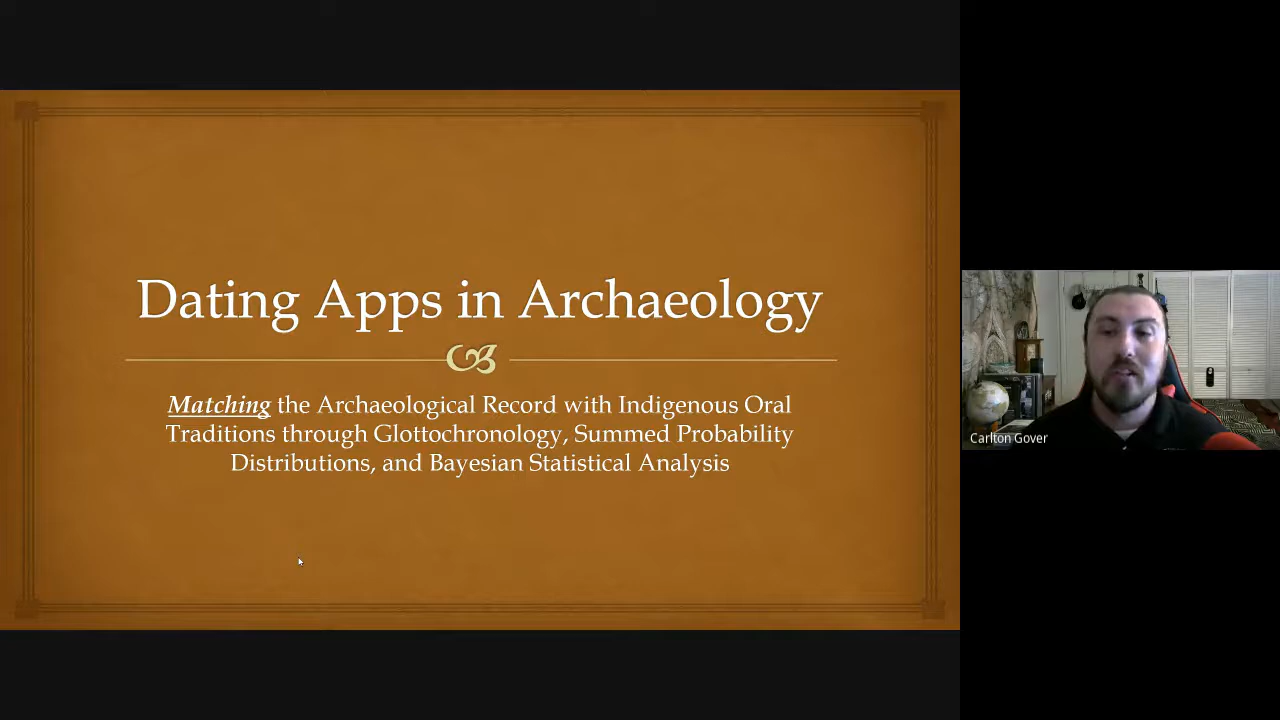 Dating Apps in Archaeology
Matching the Archaeological Record with Indigenous Oral
Traditions through Glottochronology, Summed Probability
Distributions, and Bayesian Statistical Analysis
Carlton Gover